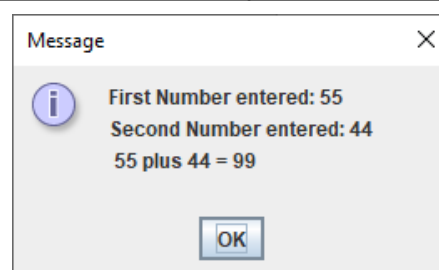 Message
First Number entered: 55
Second Number entered: 44
55 plus 44 = 99
OK